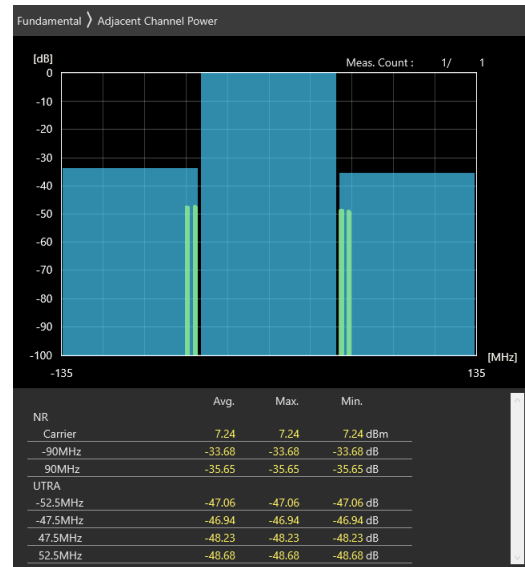 Fundamental 〉 Adjacent Channel Power
[dB] Meas. Count : 1/ 1
0
-10
-20
-30
-40
-50
-60
-70
-80
-90
-100 [MHz]
-135 135
Avg. Max. Min.
NR
Carrier 7.24 7.24 7.24 dBm
-90MHz -33.68 -33.68 -33.68 dB
90MHz -35.65 -35.65 -35.65 dB
UTRA
-52.5MHz -47.06 -47.06 -47.06 dB
-47.5MHz -46.94 -46.94 -46.94 dB
47.5MHz -48.23 -48.23 -48.23 dB
52.5MHz -48.68 -48.68 -48.68 dB